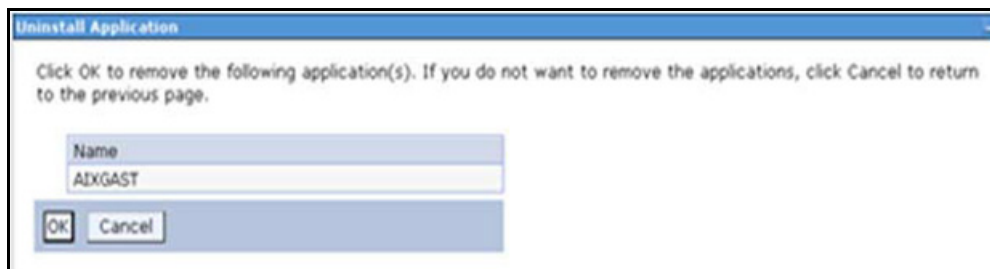 Uninstall Application
Click OK to remove the following application(s). If you do not want to remove the applications, click Cancel to return
to the previous page.
Name
AIXGAST
OK Cancel